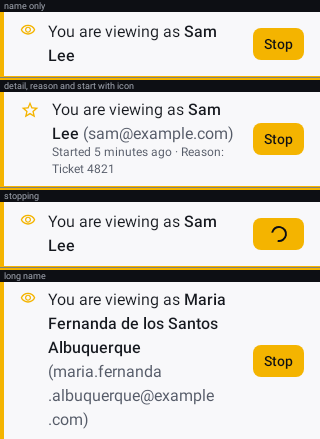 name only
You are viewing as Sam
Lee
Stop
detail, reason and start with icon
You are viewing as Sam
Lee (sam@example.com)
Started 5 minutes ago · Reason:
Ticket 4821
Stop
stopping
You are viewing as Sam
Lee
long name
You are viewing as Maria
Fernanda de los Santos
Albuquerque
(maria.fernanda
.albuquerque@example
.com)
Stop